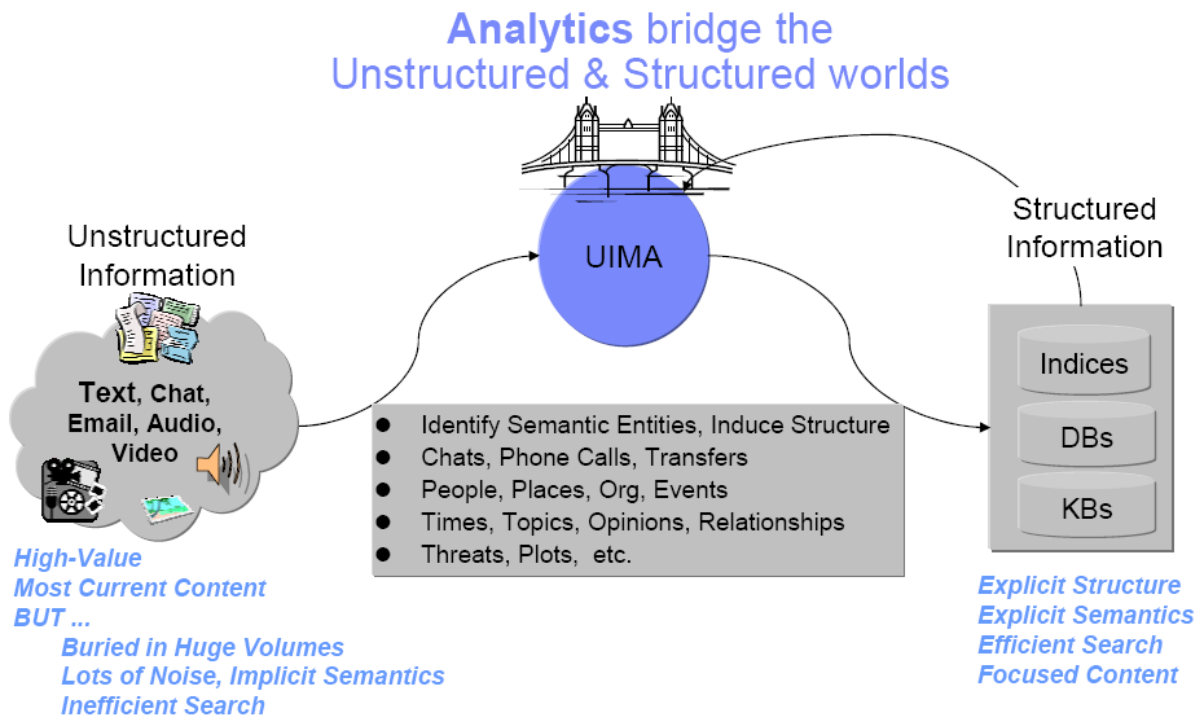 Analytics bridge the
Unstructured & Structured worlds
Unstructured
Information
Text, Chat,
Email, Audio,
Video
High-Value
Most Current Content
BUT ...
Buried in Huge Volumes
Lots of Noise, Implicit Semantics
Inefficient Search
UIMA
● Identify Semantic Entities, Induce Structure
● Chats, Phone Calls, Transfers
● People, Places, Org, Events
● Times, Topics, Opinions, Relationships
● Threats, Plots, etc.
Structured
Information
Indices
DBs
KBs
Explicit Structure
Explicit Semantics
Efficient Search
Focused Content